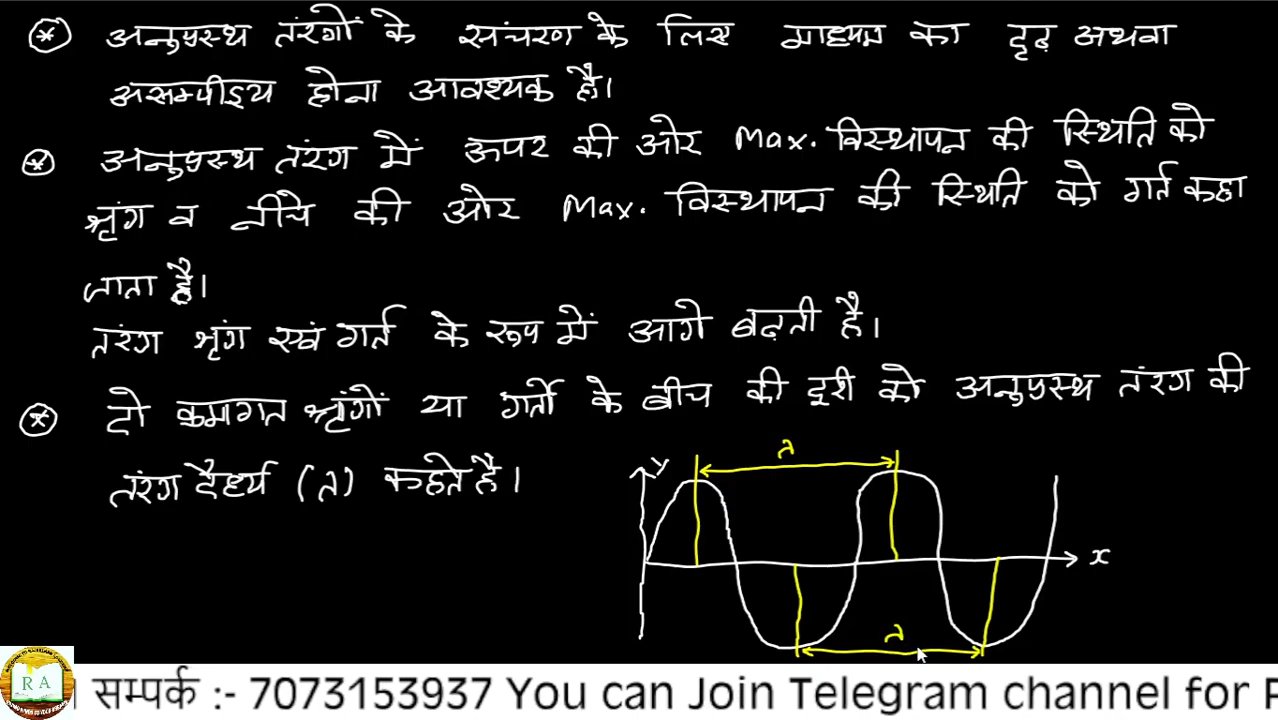 * अनुप्रस्थ तरंगों के संचरण के लिए माध्यम का दृढ़ अथवा
असम्पीड्य होना आवश्यक है।
* अनुप्रस्थ तरंग में ऊपर की ओर Max. विस्थापन की स्थिति को
श्रृंग व नीचे की ओर Max. विस्थापन की स्थिति को गर्त कहा
जाता है।
तरंग श्रृंग एवं गर्त के रूप में आगे बढ़ती है।
* दो क्रमागत श्रृंगों या गर्तो के बीच की दूरी को अनुप्रस्थ तरंग की
तरंग दैर्ध्य (λ) कहते है।
y
λ
x
λ
R A
सम्पर्क :- 7073153937 You can Join Telegram channel for